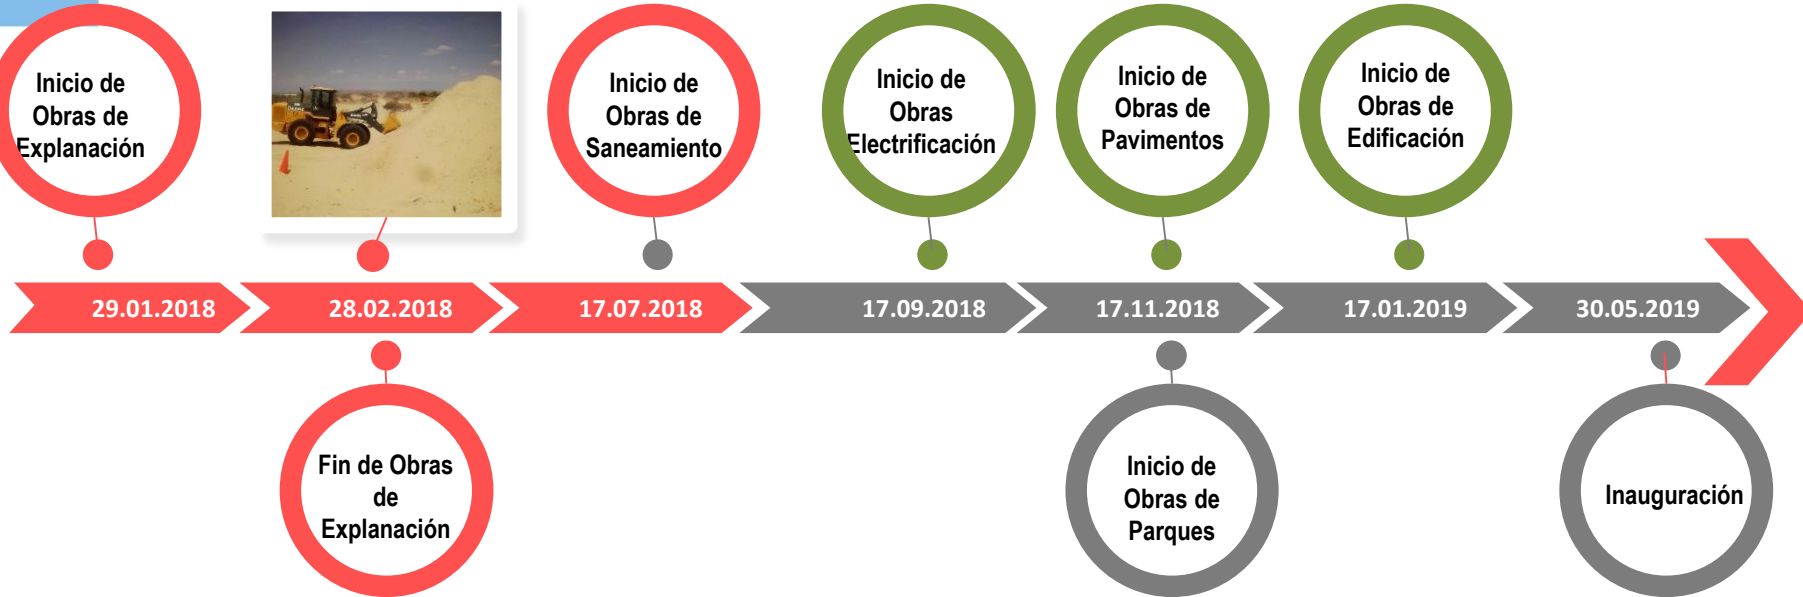 Inicio de
Obras de
Explanación
Inicio de
Obras de
Saneamiento
Inicio de
Obras
Electrificación
Inicio de
Obras de
Pavimentos
Inicio de
Obras de
Edificación
29.01.2018
28.02.2018
17.07.2018
17.09.2018
17.11.2018
17.01.2019
30.05.2019
Fin de Obras
de
Explanación
Inicio de
Obras de
Parques
Inauguración